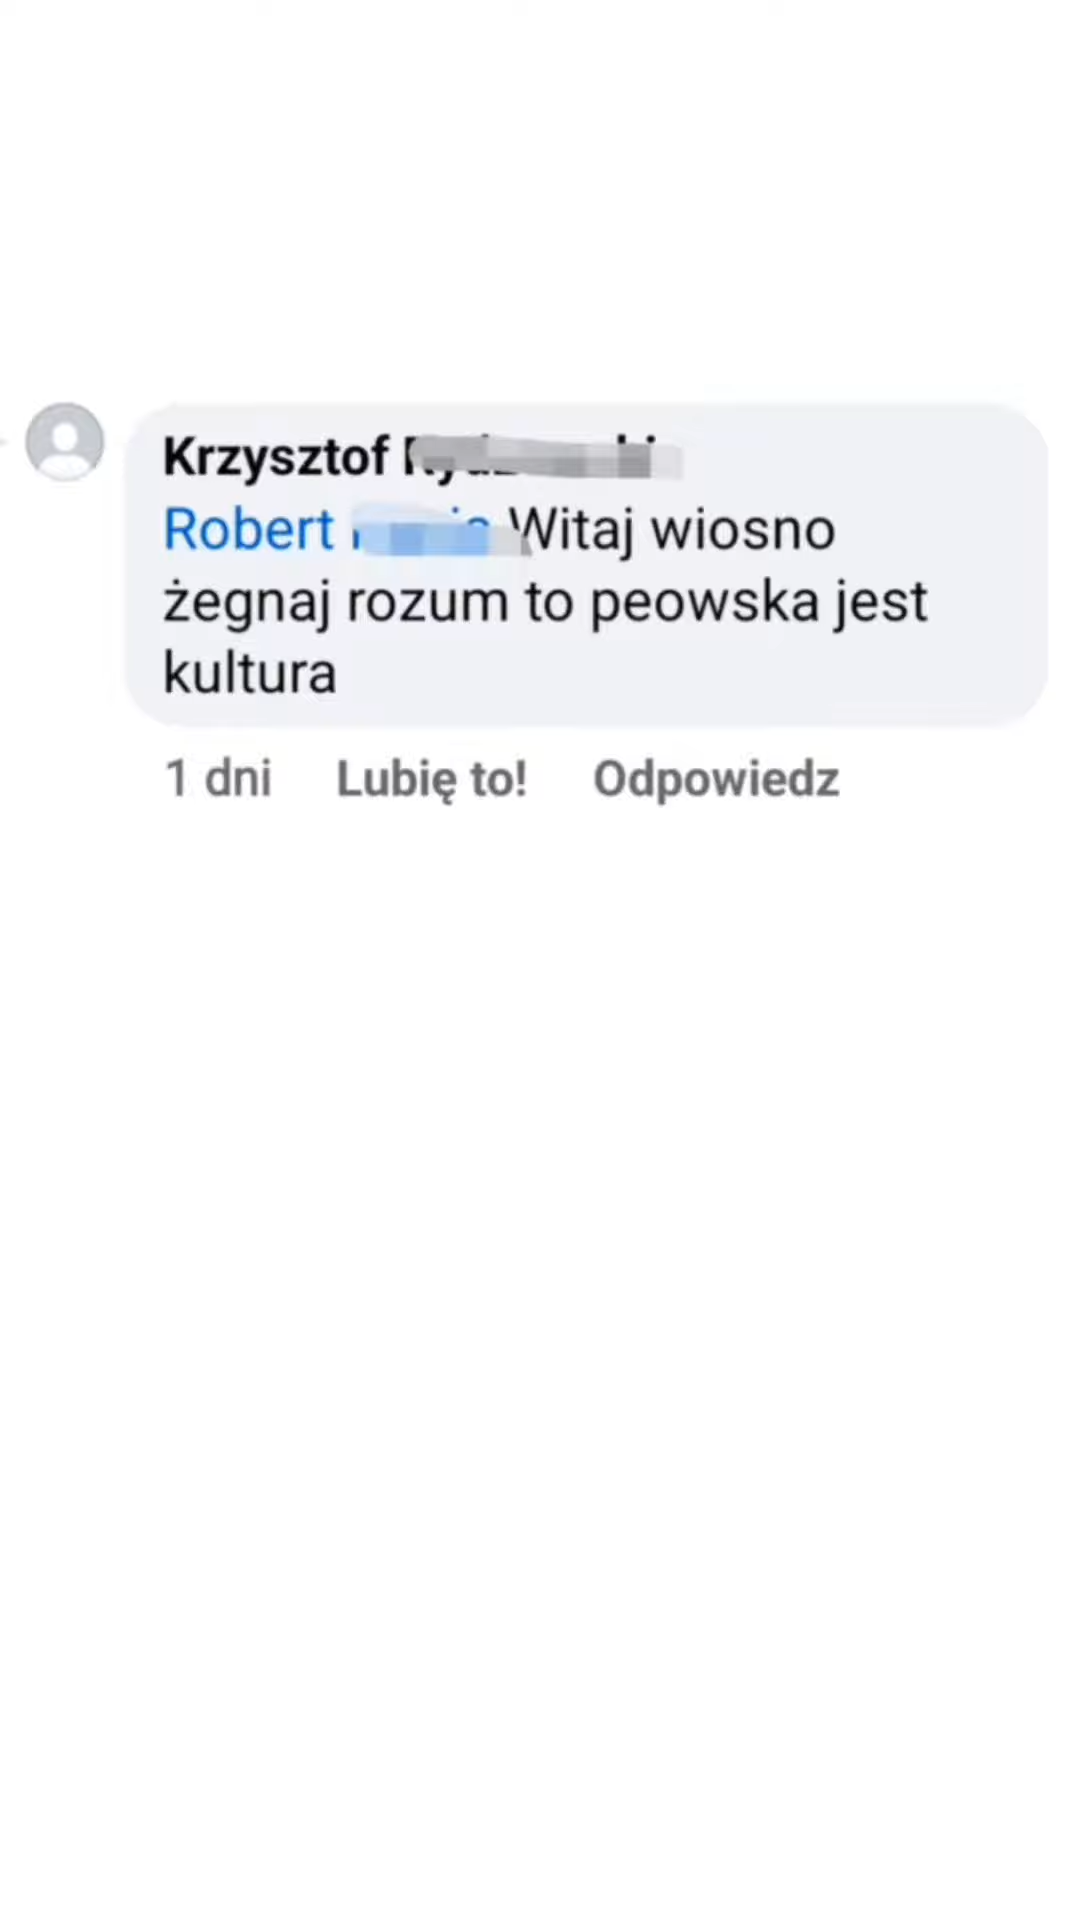 Krzysztof
Robert Witaj wiosno
żegnaj rozum to peowska jest
kultura
1 dni Lubię to! Odpowiedz